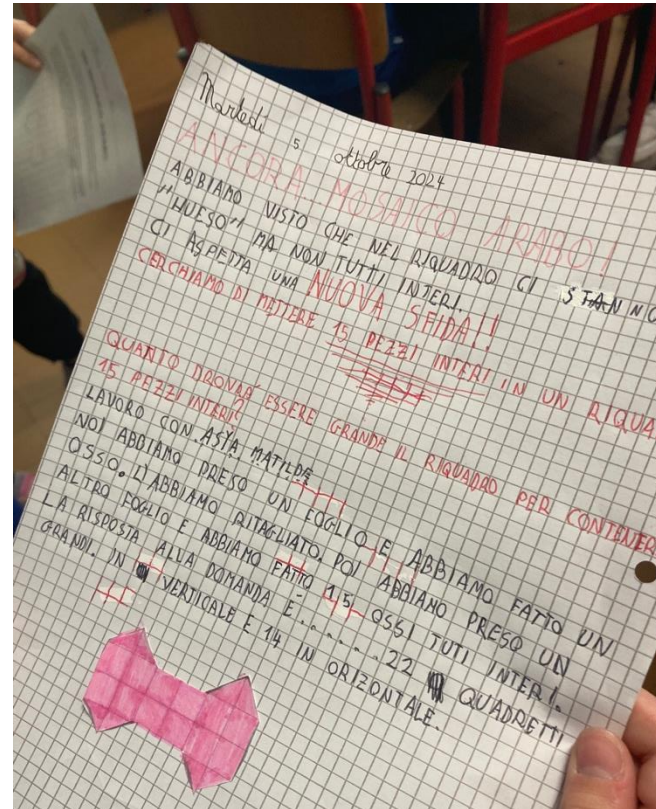 Martedì 5 ottobre 2024
ANCORA MOSAICO ARABO!
ABBIAMO VISTO CHE NEL RIQUADRO CI STANNO
"HUESO" MA NON TUTTI INTERI.
CI ASPETTA UNA NUOVA SFIDA!!
CERCHIAMO DI METTERE 15 PEZZI INTERI IN UN RIQUA
QUANTO DROVRÁ ESSERE GRANDE IL RIQUADRO PER CONTENER
15 PEZZI INTERI?
LAVORO CON ASIA, MATILDE
NOI ABBIAMO PRESO UN FOGLIO E ABBIAMO FATTO UN
OSSO. L'ABBIAMO RITAGLIATO. POI ABBIAMO PRESO UN
ALTRO FOGLIO E ABBIAMO FATTO 15 OSSI TUTI INTERI.
LA RISPOSTA ALLA DOMANDA È...... 22 QUADRETTI
GRANDI. IN VERTICALE E 14 IN ORIZONTALE.